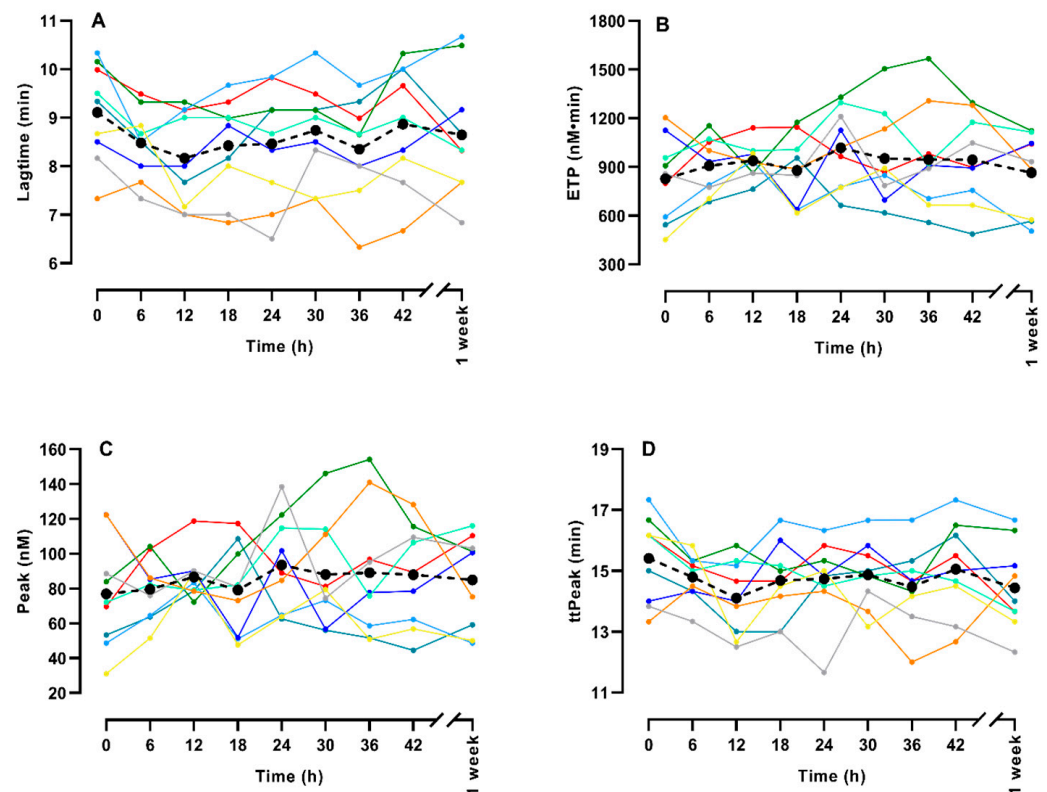 A
Lagtime (min)
11
10
9
8
7
6
0 6 12 18 24 30 36 42 1 week
Time (h)
B
ETP (nM•min)
1800
1500
1200
900
600
300
0 6 12 18 24 30 36 42 1 week
Time (h)
C
Peak (nM)
160
140
120
100
80
60
40
20
0 6 12 18 24 30 36 42 1 week
Time (h)
D
ttPeak (min)
19
17
15
13
11
0 6 12 18 24 30 36 42 1 week
Time (h)